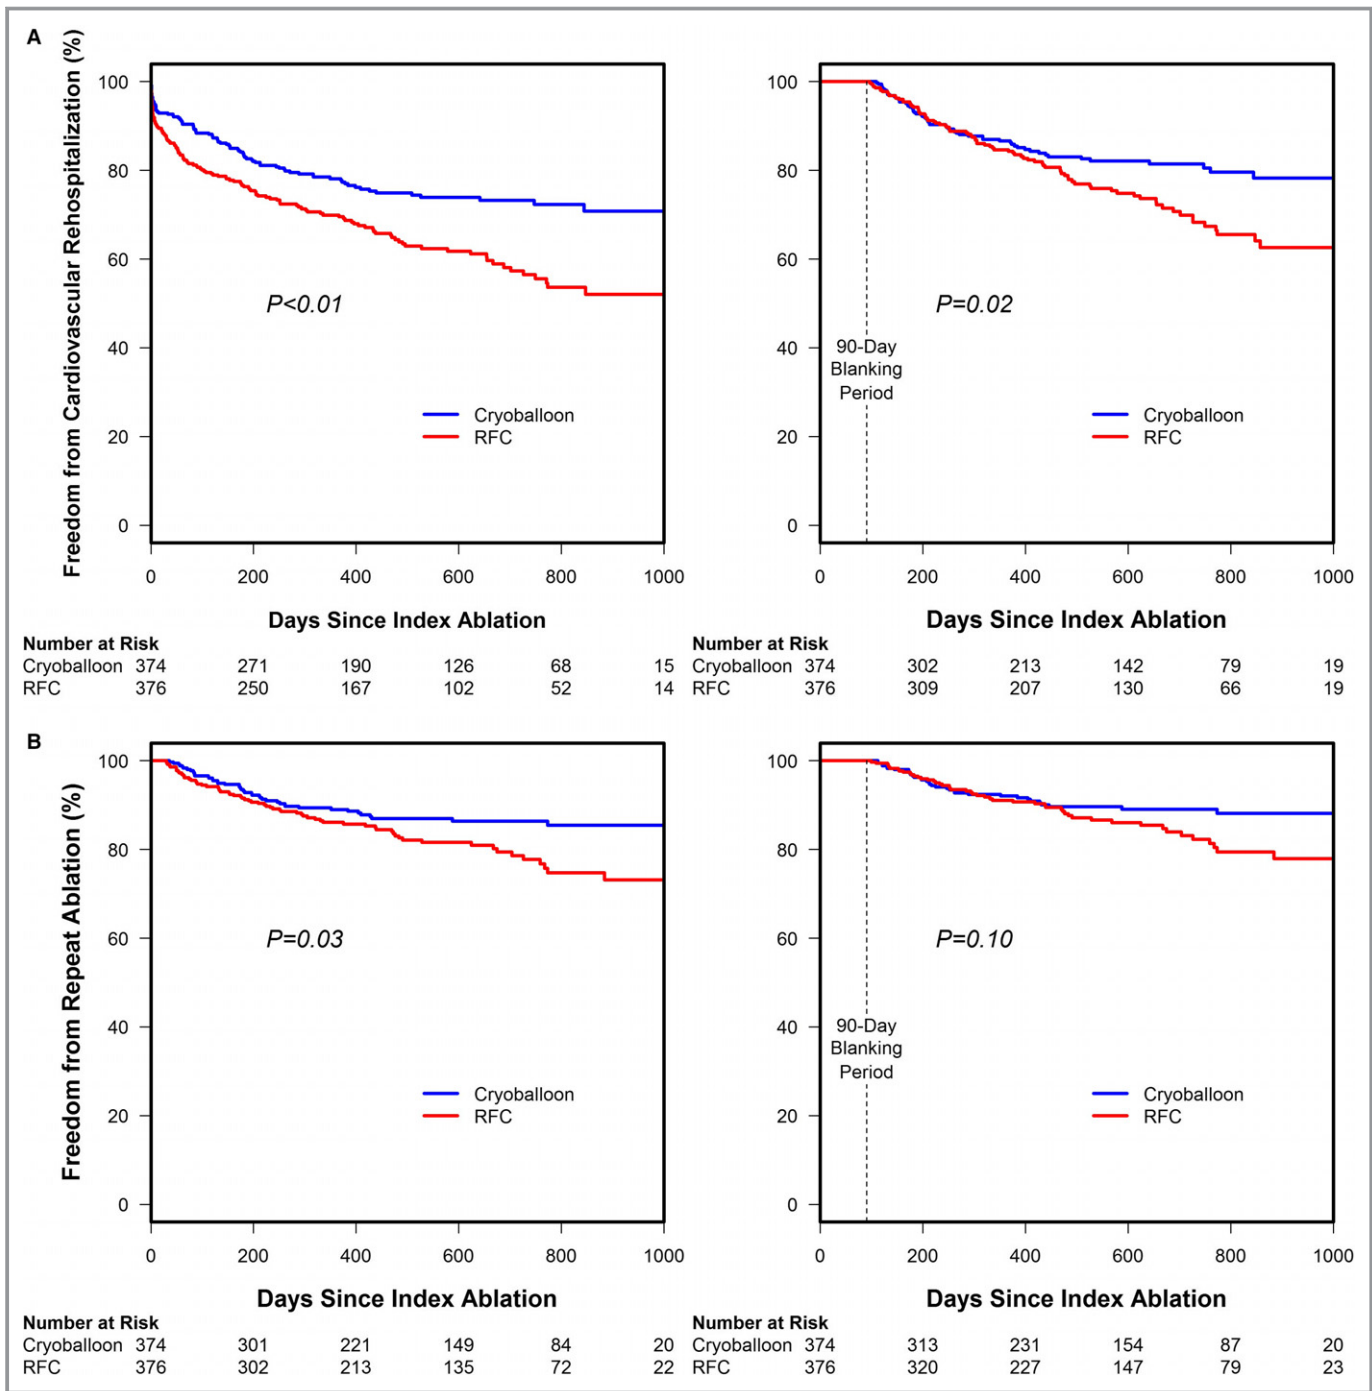 A
Freedom from Cardiovascular Rehospitalization (%)
100
80
60
40
20
0
P<0.01
Cryoballoon
RFC
0 200 400 600 800 1000
Days Since Index Ablation
Number at Risk
Cryoballoon 374 271 190 126 68 15
RFC 376 250 167 102 52 14
100
80
60
40
20
0
P=0.02
90-Day
Blanking
Period
Cryoballoon
RFC
0 200 400 600 800 1000
Days Since Index Ablation
Number at Risk
Cryoballoon 374 302 213 142 79 19
RFC 376 309 207 130 66 19
B
Freedom from Repeat Ablation (%)
100
80
60
40
20
0
P=0.03
Cryoballoon
RFC
0 200 400 600 800 1000
Days Since Index Ablation
Number at Risk
Cryoballoon 374 301 221 149 84 20
RFC 376 302 213 135 72 22
100
80
60
40
20
0
P=0.10
90-Day
Blanking
Period
Cryoballoon
RFC
0 200 400 600 800 1000
Days Since Index Ablation
Number at Risk
Cryoballoon 374 313 231 154 87 20
RFC 376 320 227 147 79 23